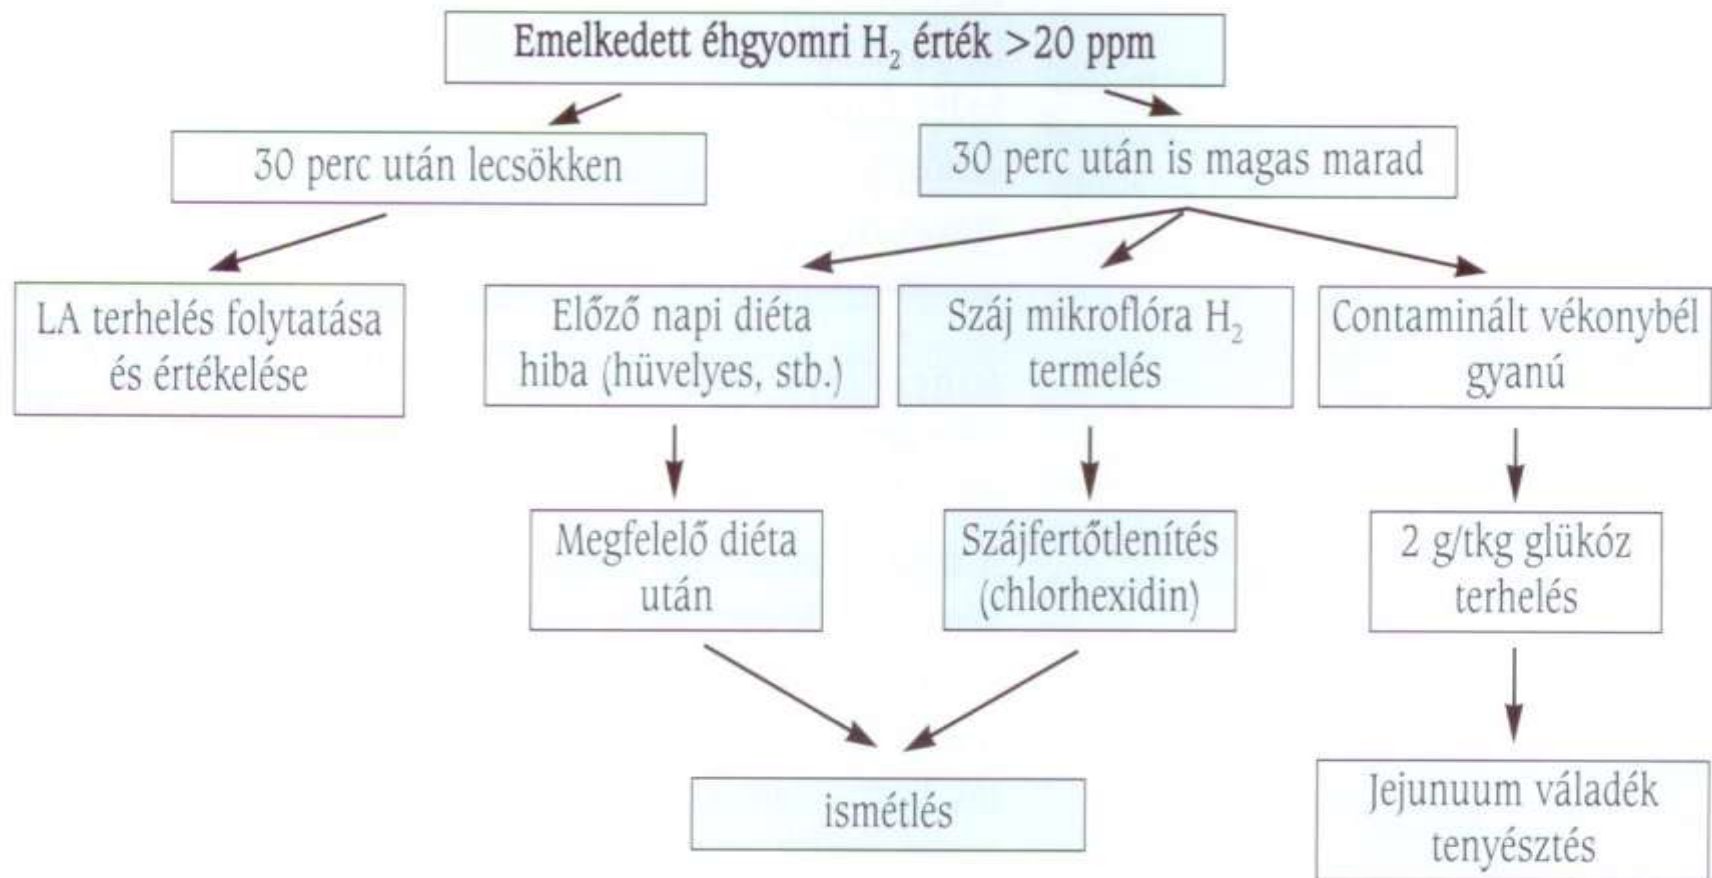 Emelkedett éhgyomri H₂ érték >20 ppm
30 perc után lecsökken
30 perc után is magas marad
LA terhelés folytatása
és értékelése
Előző napi diéta
hiba (hüvelyes, stb.)
Száj mikroflóra H₂
termelés
Contaminált vékonybél
gyanú
Megfelelő diéta
után
Szájfertőtlenítés
(chlorhexidin)
2 g/tkg glükóz
terhelés
ismétlés
Jejunuum váladék
tenyésztés